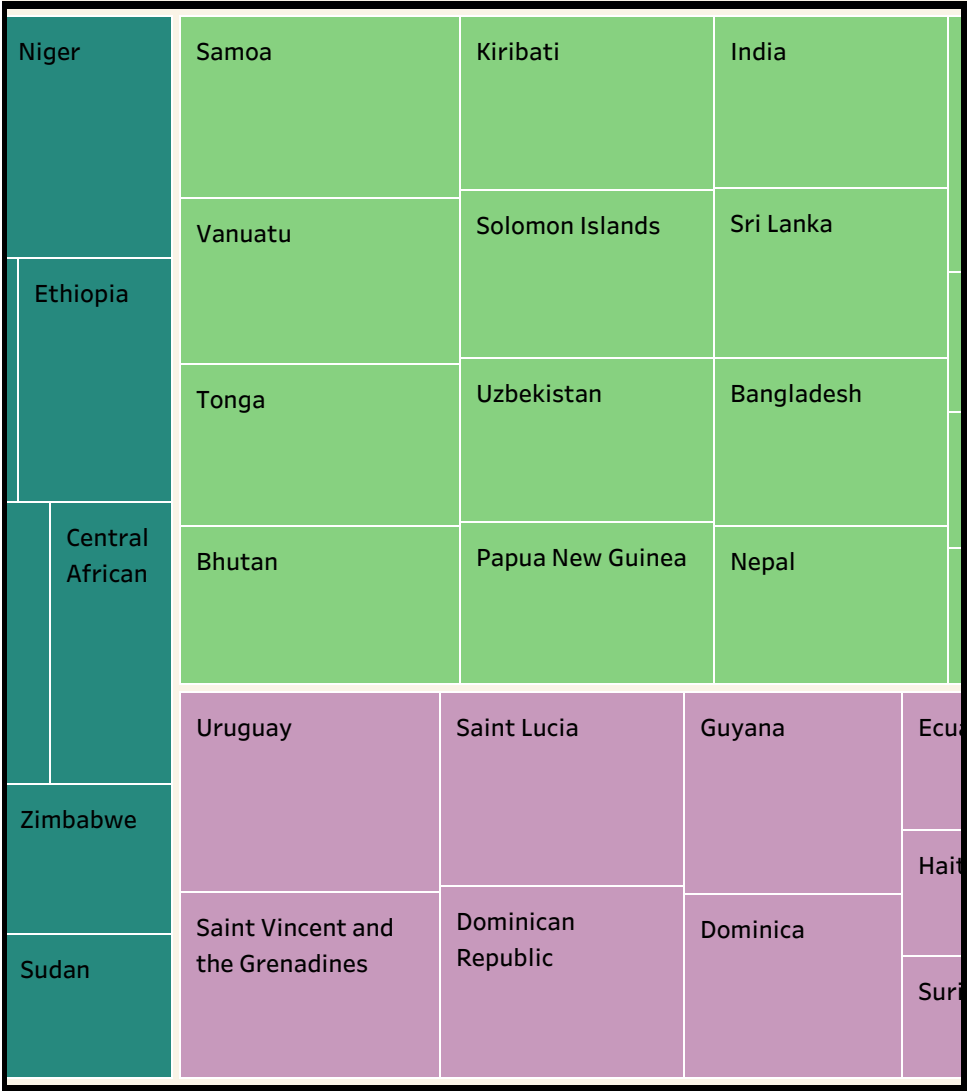 Niger
Ethiopia
Central
African
Zimbabwe
Sudan
Samoa
Kiribati
India
Vanuatu
Solomon Islands
Sri Lanka
Tonga
Uzbekistan
Bangladesh
Bhutan
Papua New Guinea
Nepal
Uruguay
Saint Lucia
Guyana
Saint Vincent and
the Grenadines
Dominican
Republic
Dominica